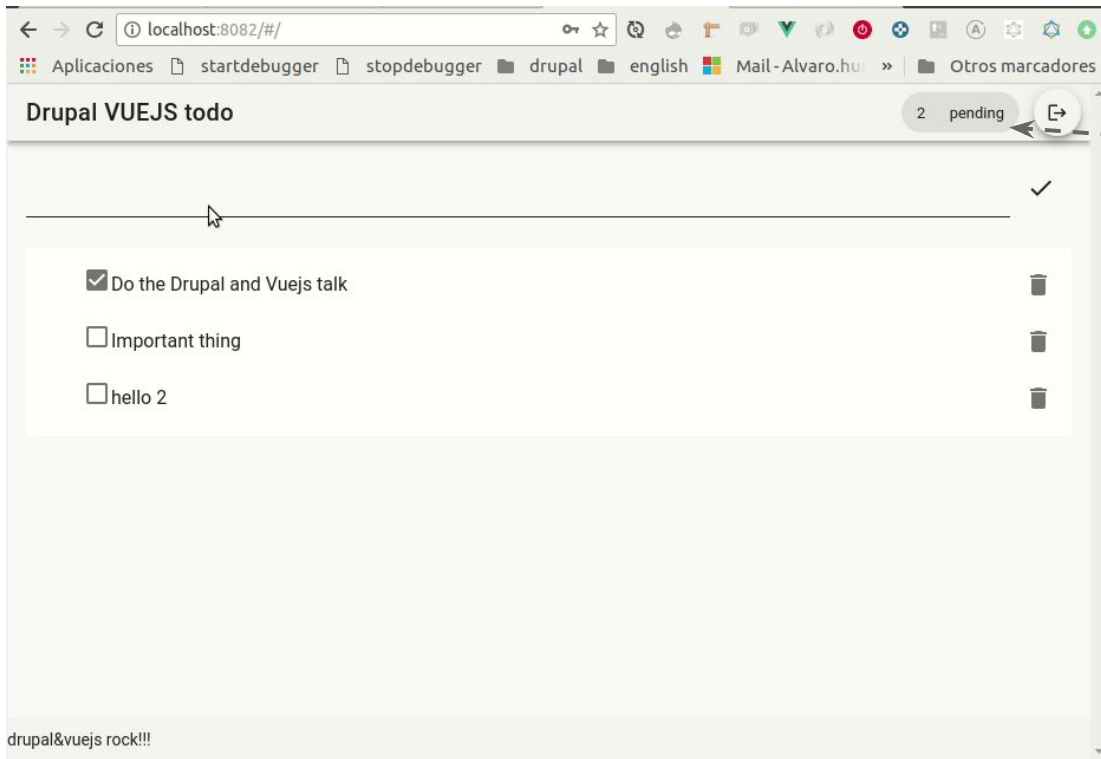 localhost:8082/#/
Aplicaciones startdebugger stopdebugger drupal english Mail - Alvaro.hu » Otros marcadores
Drupal VUEJS todo 2 pending
Do the Drupal and Vuejs talk
Important thing
hello 2
drupal&vuejs rock!!!